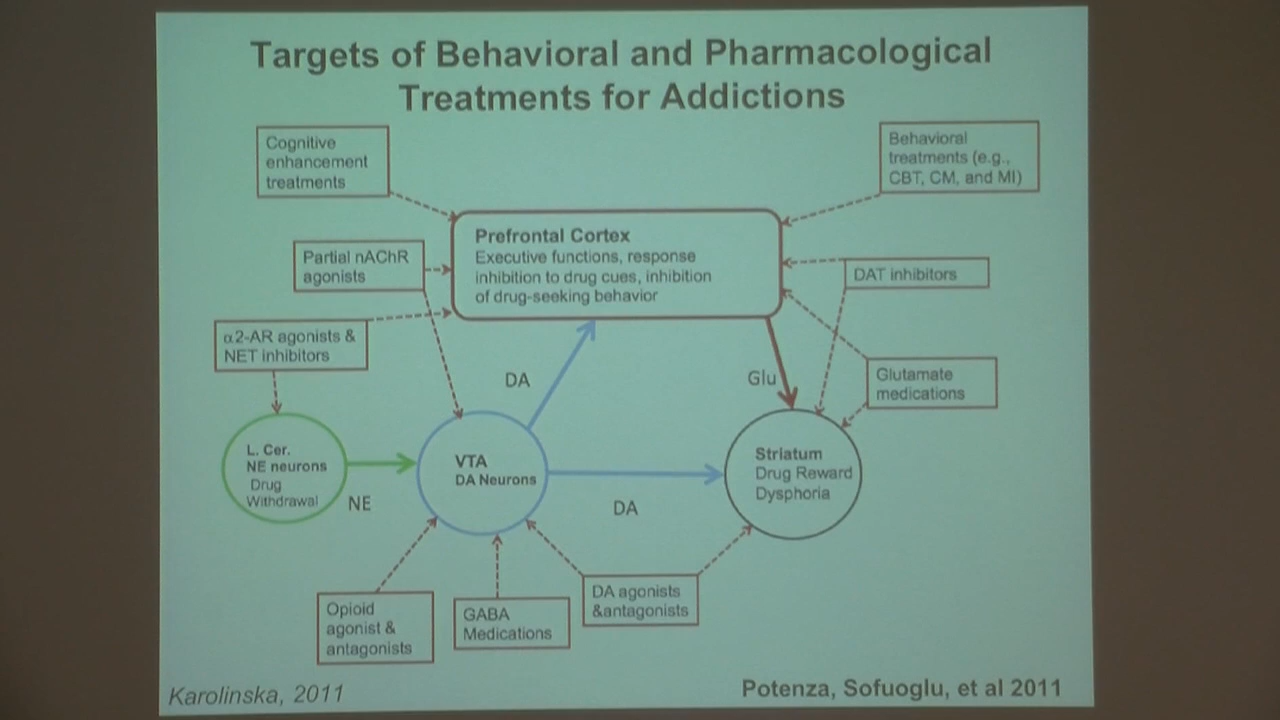 Targets of Behavioral and Pharmacological
Treatments for Addictions
Cognitive
enhancement
treatments
Behavioral
treatments (e.g.,
CBT, CM, and MI)
Prefrontal Cortex
Executive functions, response
inhibition to drug cues, inhibition
of drug-seeking behavior
Partial nAChR
agonists
DAT inhibitors
α2-AR agonists &
NET inhibitors
DA
Glu
Glutamate
medications
L. Cer.
NE neurons
Drug
Withdrawal
NE
VTA
DA Neurons
DA
Striatum
Drug Reward
Dysphoria
Opioid
agonist &
antagonists
GABA
Medications
DA agonists
&antagonists
Karolinska, 2011
Potenza, Sofuoglu, et al 2011